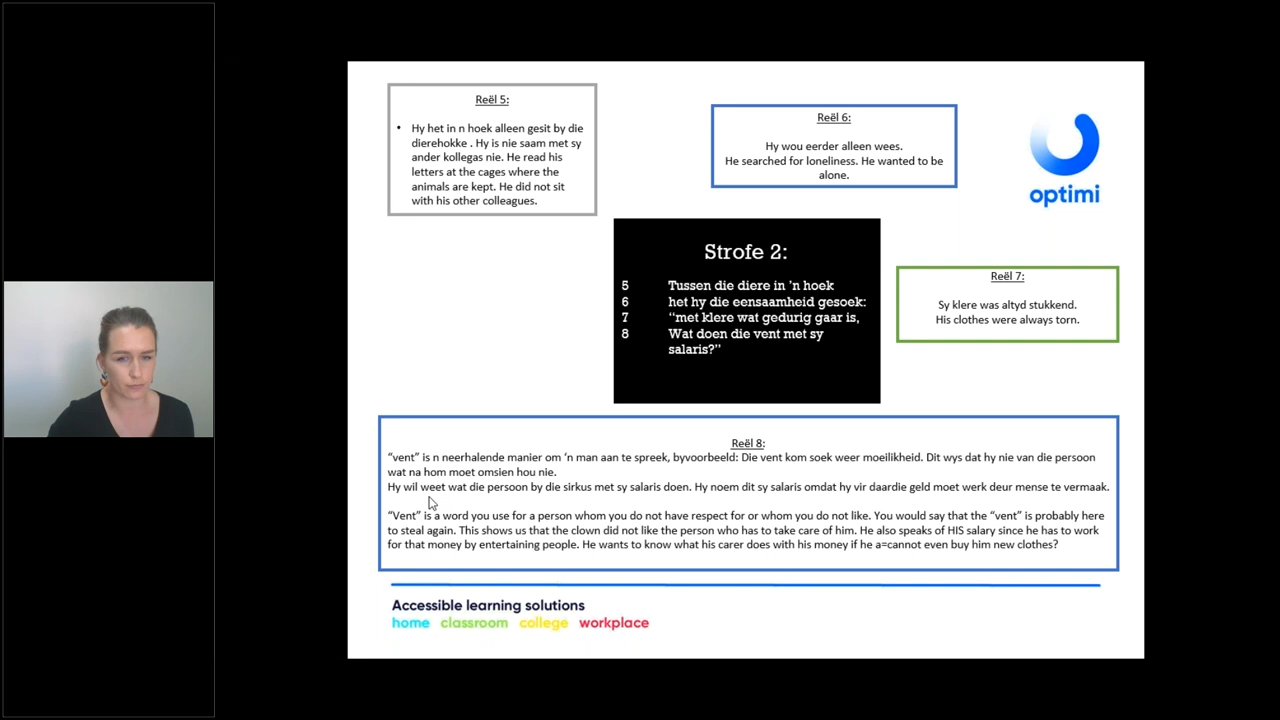 Reël 5:
• Hy het in n hoek alleen gesit by die
dierehokke . Hy is nie saam met sy
ander kollegas nie. He read his
letters at the cages where the
animals are kept. He did not sit
with his other colleagues.
Reël 6:
Hy wou eerder alleen wees.
He searched for loneliness. He wanted to be
alone.
optimi
Strofe 2:
5 Tussen die diere in 'n hoek
6 het hy die eensaamheid gesoek:
7 “met klere wat gedurig gaar is,
8 Wat doen die vent met sy
salaris?”
Reël 7:
Sy klere was altyd stukkend.
His clothes were always torn.
Reël 8:
“vent” is n neerhalende manier om ‘n man aan te spreek, byvoorbeeld: Die vent kom soek weer moeilikheid. Dit wys dat hy nie van die persoon
wat na hom moet omsien hou nie.
Hy wil weet wat die persoon by die sirkus met sy salaris doen. Hy noem dit sy salaris omdat hy vir daardie geld moet werk deur mense te vermaak.
“Vent” is a word you use for a person whom you do not have respect for or whom you do not like. You would say that the “vent” is probably here
to steal again. This shows us that the clown did not like the person who has to take care of him. He also speaks of HIS salary since he has to work
for that money by entertaining people. He wants to know what his carer does with his money if he a=cannot even buy him new clothes?
Accessible learning solutions
home classroom college workplace